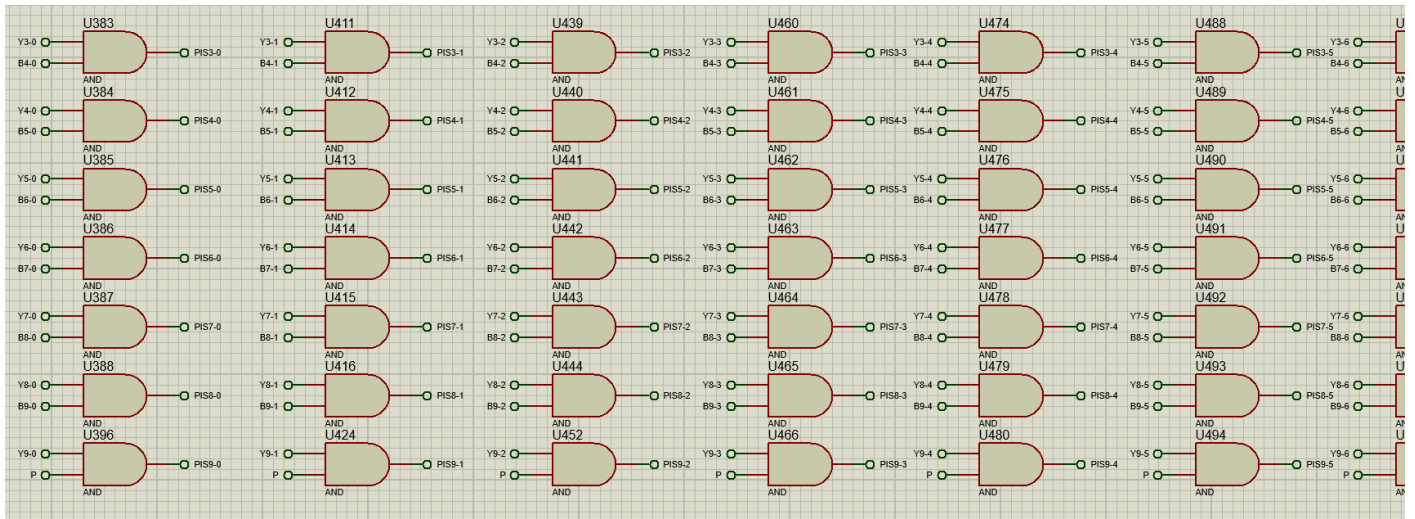 U383 U411 U439 U460 U474 U488 U
Y3-0 PIS3-0 Y3-1 PIS3-1 Y3-2 PIS3-2 Y3-3 PIS3-3 Y3-4 PIS3-4 Y3-5 PIS3-5 Y3-6
B4-0 B4-1 B4-2 B4-3 B4-4 B4-5 B4-6
AND AND AND AND AND AND AN
U384 U412 U440 U461 U475 U489 U
Y4-0 PIS4-0 Y4-1 PIS4-1 Y4-2 PIS4-2 Y4-3 PIS4-3 Y4-4 PIS4-4 Y4-5 PIS4-5 Y4-6
B5-0 B5-1 B5-2 B5-3 B5-4 B5-5 B5-6
AND AND AND AND AND AND AN
U385 U413 U441 U462 U476 U490 U
Y5-0 PIS5-0 Y5-1 PIS5-1 Y5-2 PIS5-2 Y5-3 PIS5-3 Y5-4 PIS5-4 Y5-5 PIS5-5 Y5-6
B6-0 B6-1 B6-2 B6-3 B6-4 B6-5 B6-6
AND AND AND AND AND AND AN
U386 U414 U442 U463 U477 U491 U
Y6-0 PIS6-0 Y6-1 PIS6-1 Y6-2 PIS6-2 Y6-3 PIS6-3 Y6-4 PIS6-4 Y6-5 PIS6-5 Y6-6
B7-0 B7-1 B7-2 B7-3 B7-4 B7-5 B7-6
AND AND AND AND AND AND AN
U387 U415 U443 U464 U478 U492 U
Y7-0 PIS7-0 Y7-1 PIS7-1 Y7-2 PIS7-2 Y7-3 PIS7-3 Y7-4 PIS7-4 Y7-5 PIS7-5 Y7-6
B8-0 B8-1 B8-2 B8-3 B8-4 B8-5 B8-6
AND AND AND AND AND AND AN
U388 U416 U444 U465 U479 U493 U
Y8-0 PIS8-0 Y8-1 PIS8-1 Y8-2 PIS8-2 Y8-3 PIS8-3 Y8-4 PIS8-4 Y8-5 PIS8-5 Y8-6
B9-0 B9-1 B9-2 B9-3 B9-4 B9-5 B9-6
AND AND AND AND AND AND AN
U396 U424 U452 U466 U480 U494 U
Y9-0 PIS9-0 Y9-1 PIS9-1 Y9-2 PIS9-2 Y9-3 PIS9-3 Y9-4 PIS9-4 Y9-5 PIS9-5 Y9-6
P P P P P P P
AND AND AND AND AND AND AN